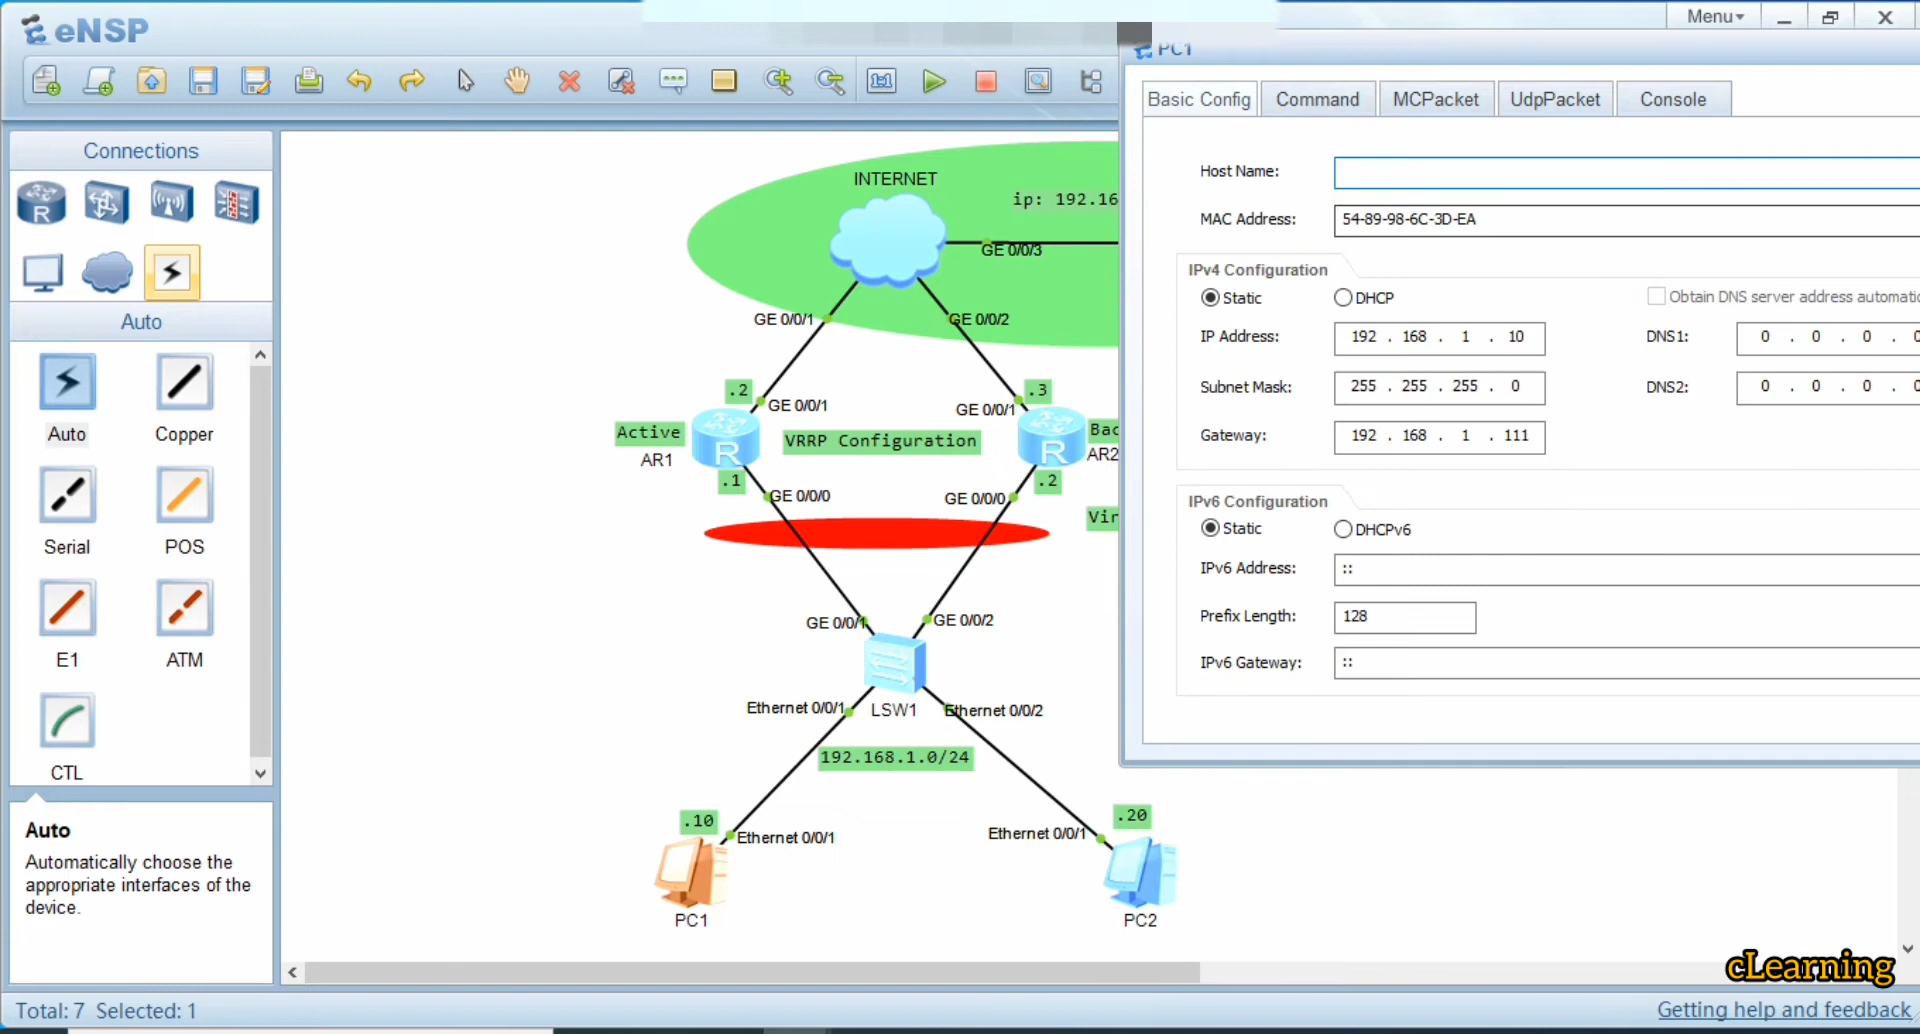 eNSP
Menu
PC1
Basic Config
Command
MCPacket
UdpPacket
Console
Connections
Auto
Auto
Copper
Serial
POS
E1
ATM
CTL
Auto
Automatically choose the
appropriate interfaces of the
device.
Total: 7 Selected: 1
INTERNET
ip: 192.16
GE 0/0/3
GE 0/0/1
GE 0/0/2
.2
GE 0/0/1
.3
GE 0/0/1
Active
AR1
R
VRRP Configuration
R
Bac
AR2
.1
GE 0/0/0
.2
GE 0/0/0
Vir
GE 0/0/1
GE 0/0/2
Ethernet 0/0/1
LSW1
Ethernet 0/0/2
192.168.1.0/24
.10
Ethernet 0/0/1
PC1
.20
Ethernet 0/0/1
PC2
Host Name:
MAC Address: 54-89-98-6C-3D-EA
IPv4 Configuration
Static
DHCP
Obtain DNS server address automatic
IP Address: 192 . 168 . 1 . 10
DNS1: 0 . 0 . 0 . 0
Subnet Mask: 255 . 255 . 255 . 0
DNS2: 0 . 0 . 0 . 0
Gateway: 192 . 168 . 1 . 111
IPv6 Configuration
Static
DHCPv6
IPv6 Address: ::
Prefix Length: 128
IPv6 Gateway: ::
cLearning
Getting help and feedback